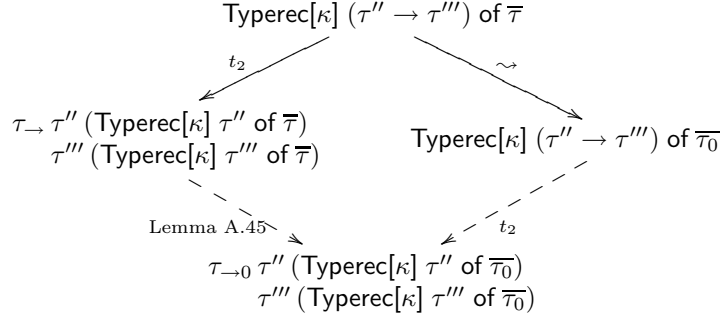 Typerec[κ] (τ′′ → τ′′′) of τ̅
t₂
⇝
τ→ τ′′ (Typerec[κ] τ′′ of τ̅)
τ′′′ (Typerec[κ] τ′′′ of τ̅)
Typerec[κ] (τ′′ → τ′′′) of τ̅₀
Lemma A.45
t₂
τ→0 τ′′ (Typerec[κ] τ′′ of τ̅₀)
τ′′′ (Typerec[κ] τ′′′ of τ̅₀)